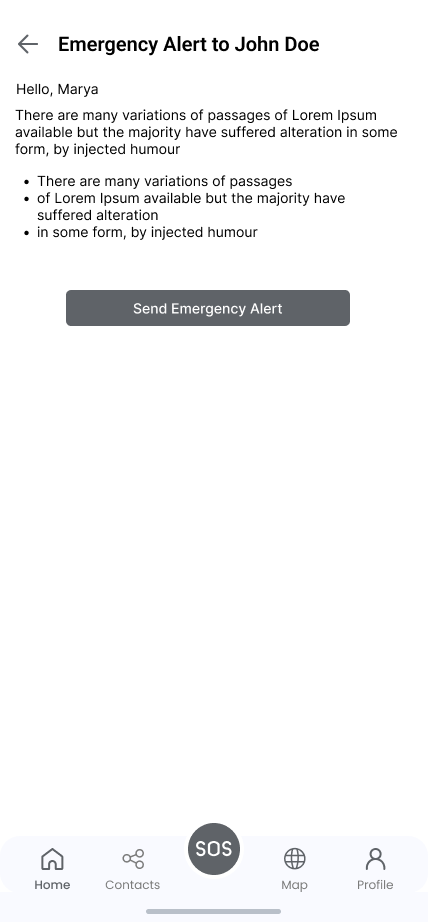 Emergency Alert to John Doe
Hello, Marya
There are many variations of passages of Lorem Ipsum
available but the majority have suffered alteration in some
form, by injected humour
• There are many variations of passages
• of Lorem Ipsum available but the majority have
suffered alteration
• in some form, by injected humour
Send Emergency Alert
SOS
Home
Contacts
Map
Profile